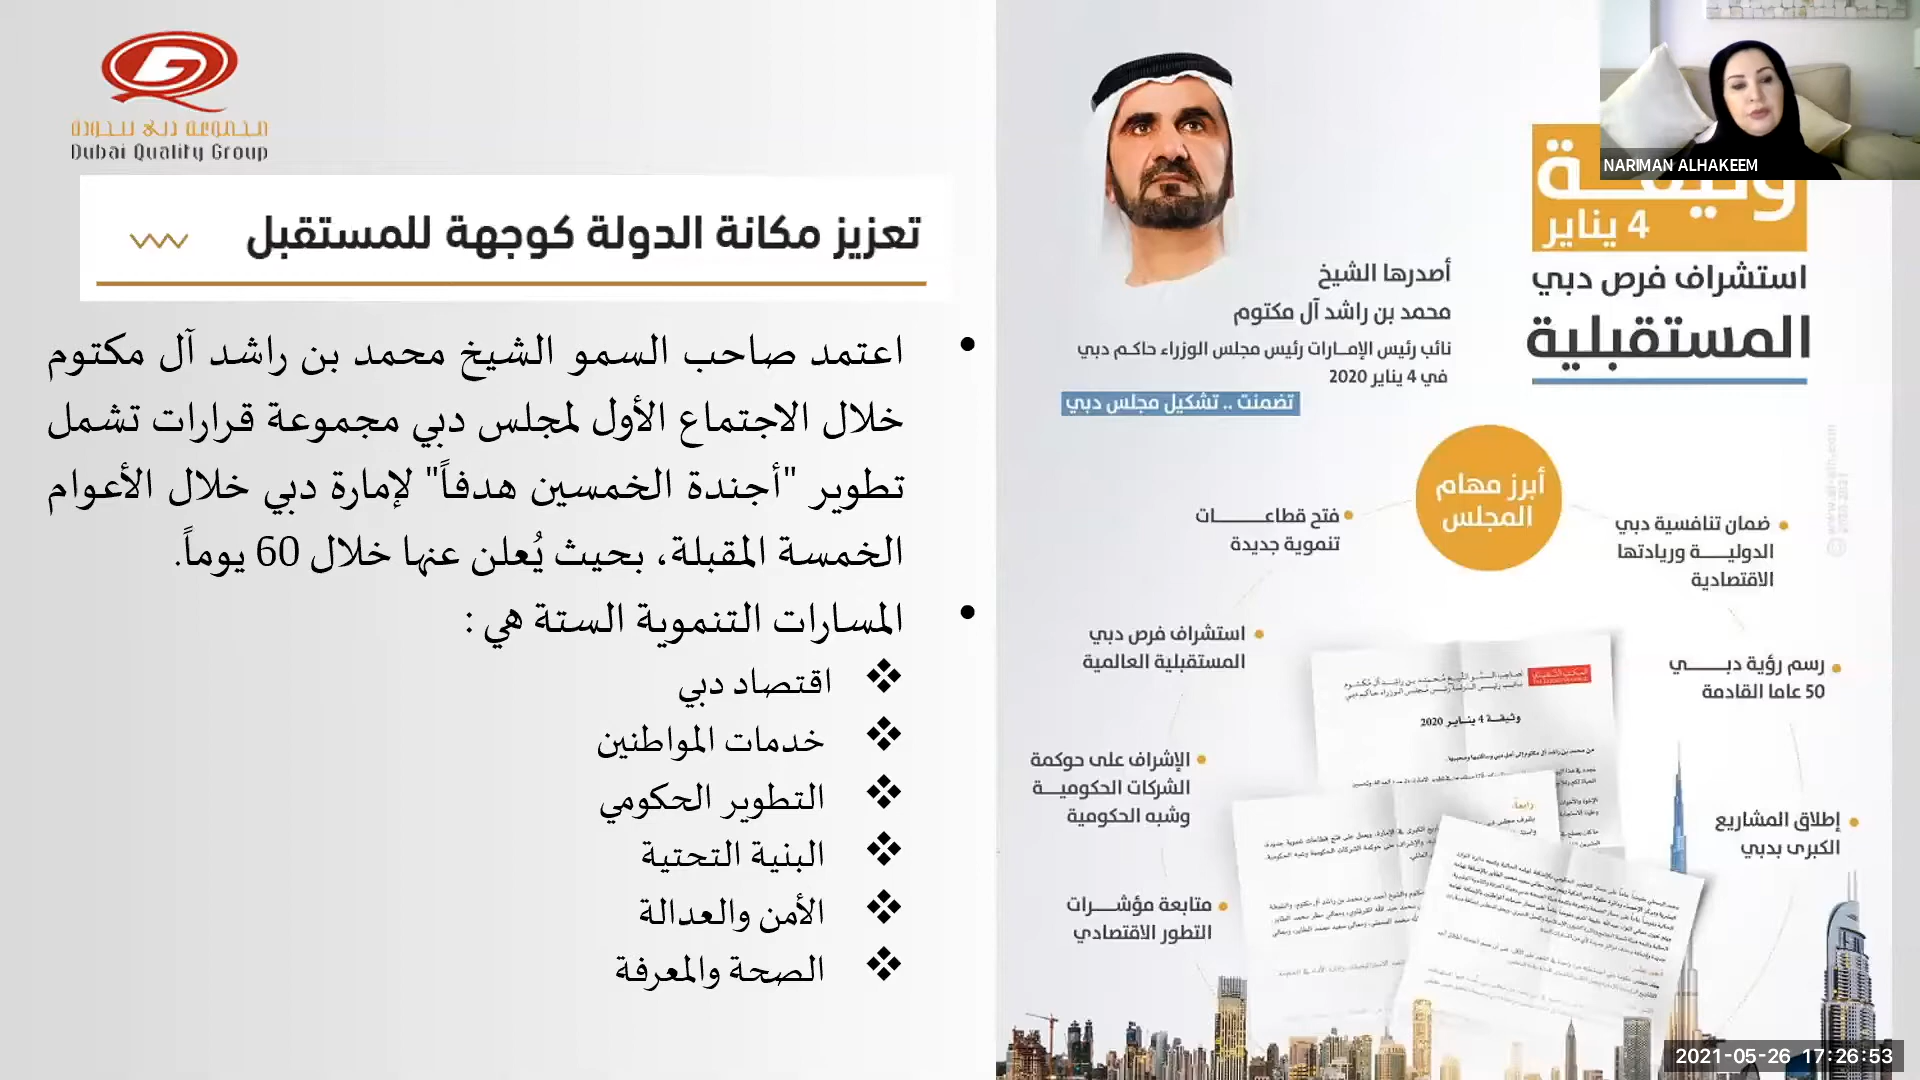 مجموعة دبي للجودة
Dubai Quality Group
تعزيز مكانة الدولة كوجهة للمستقبل
• اعتمد صاحب السمو الشيخ محمد بن راشد آل مكتوم
خلال الاجتماع الأول لمجلس دبي مجموعة قرارات تشمل
تطوير "أجندة الخمسين هدفاً" لإمارة دبي خلال الأعوام
الخمسة المقبلة، بحيث يُعلن عنها خلال 60 يوماً.
• المسارات التنموية الستة هي :
❖ اقتصاد دبي
❖ خدمات المواطنين
❖ التطوير الحكومي
❖ البنية التحتية
❖ الأمن والعدالة
❖ الصحة والمعرفة
NARIMAN ALHAKEEM
وثيقة
4 يناير
استشراف فرص دبي
المستقبلية
أصدرها الشيخ
محمد بن راشد آل مكتوم
نائب رئيس الإمارات رئيس مجلس الوزراء حاكم دبي
في 4 يناير 2020
تضمنت .. تشكيل مجلس دبي
أبرز مهام
المجلس
ضمان تنافسية دبي
الدولية وريادتها
الاقتصادية
رسم رؤية دبي
50 عاما القادمة
إطلاق المشاريع
الكبرى بدبي
فتح قطاعات
تنموية جديدة
استشراف فرص دبي
المستقبلية العالمية
الإشراف على حوكمة
الشركات الحكومية
وشبه الحكومية
متابعة مؤشرات
التطور الاقتصادي
وثيقة 4 يناير 2020
2021-05-26 17:26:53